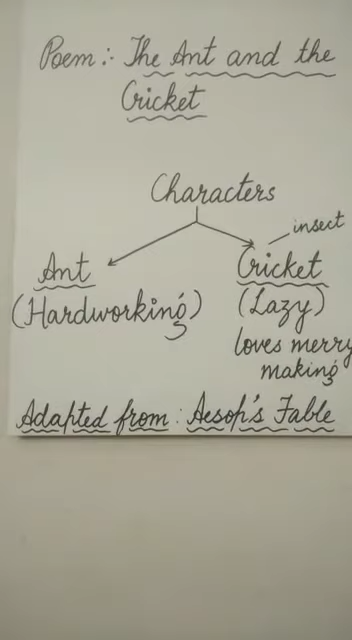 Poem :- The Ant and the
Cricket
Characters
insect
Ant
Cricket
(Hardworking)
(Lazy)
loves merry
making
Adapted from : Aesop's Fable